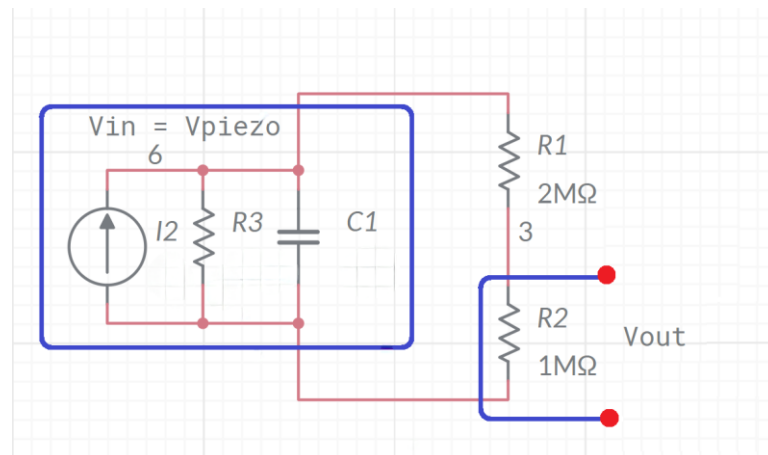 Vin = Vpiezo
6
I2
R3
C1
R1
2MΩ
3
R2
1MΩ
Vout